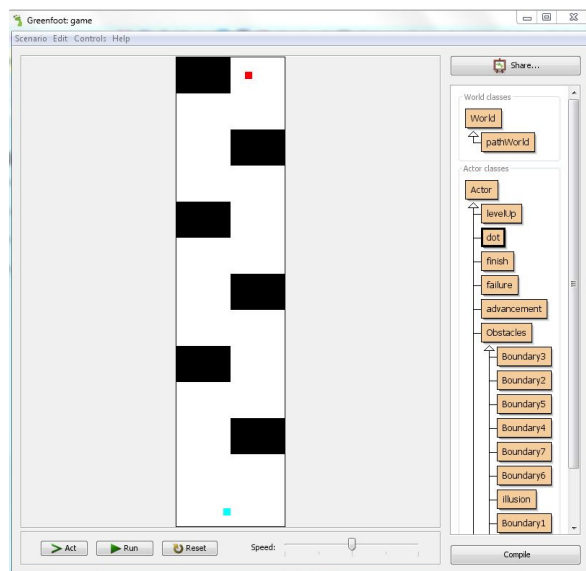 Greenfoot: game
Scenario Edit Controls Help
Share...
World classes
World
pathWorld
Actor classes
Actor
levelUp
dot
finish
failure
advancement
Obstacles
Boundary3
Boundary2
Boundary5
Boundary4
Boundary7
Boundary6
illusion
Boundary1
Act
Run
Reset
Speed:
Compile